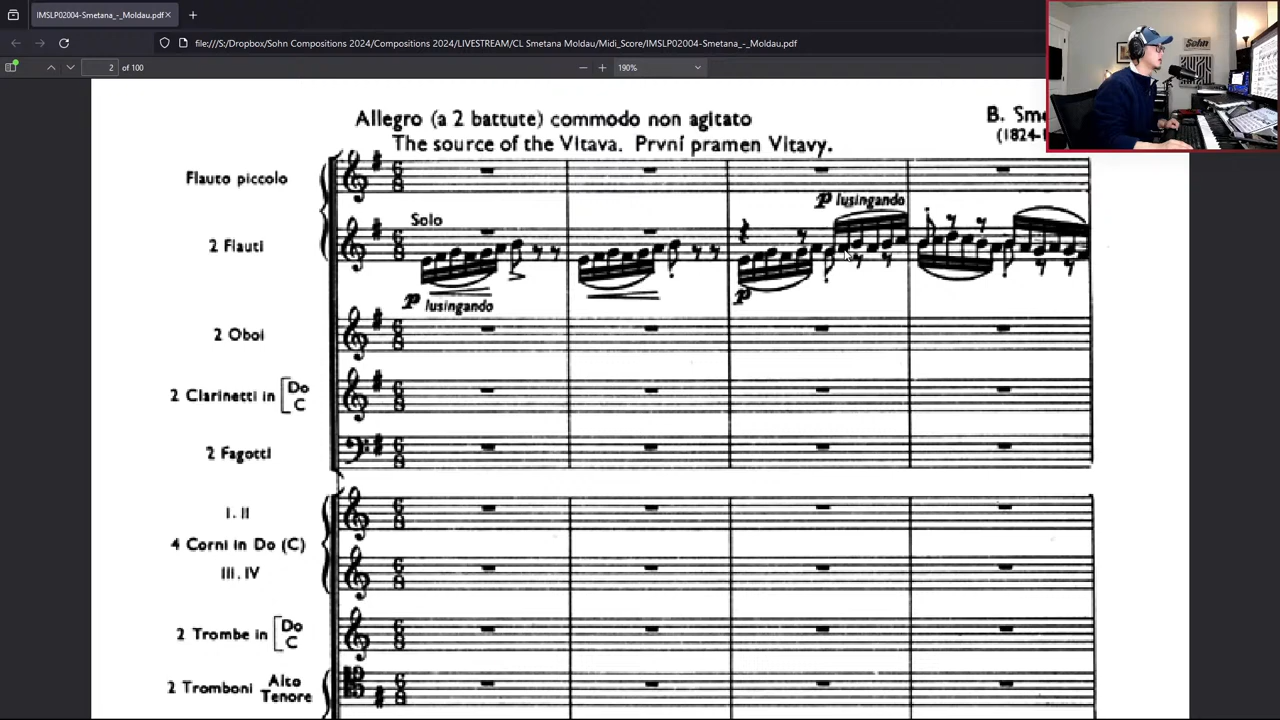 IMSLP02004-Smetana_-_Moldau.pdf
file:///S:/Dropbox/Sohn Compositions 2024/Compositions 2024/LIVESTREAM/CL Smetana Moldau/Midi_Score/IMSLP02004-Smetana_-_Moldau.pdf
2 of 100
190%
Sohn
Allegro (a 2 battute) commodo non agitato
B. Sme
(1824-1
The source of the Vltava. První pramen Vltavy.
Flauto piccolo
p lusingando
Solo
2 Flauti
p lusingando
p
2 Oboi
2 Clarinetti in Do
C
2 Fagotti
I. II
4 Corni in Do (C)
III. IV
2 Trombe in Do
C
2 Tromboni Alto
Tenore